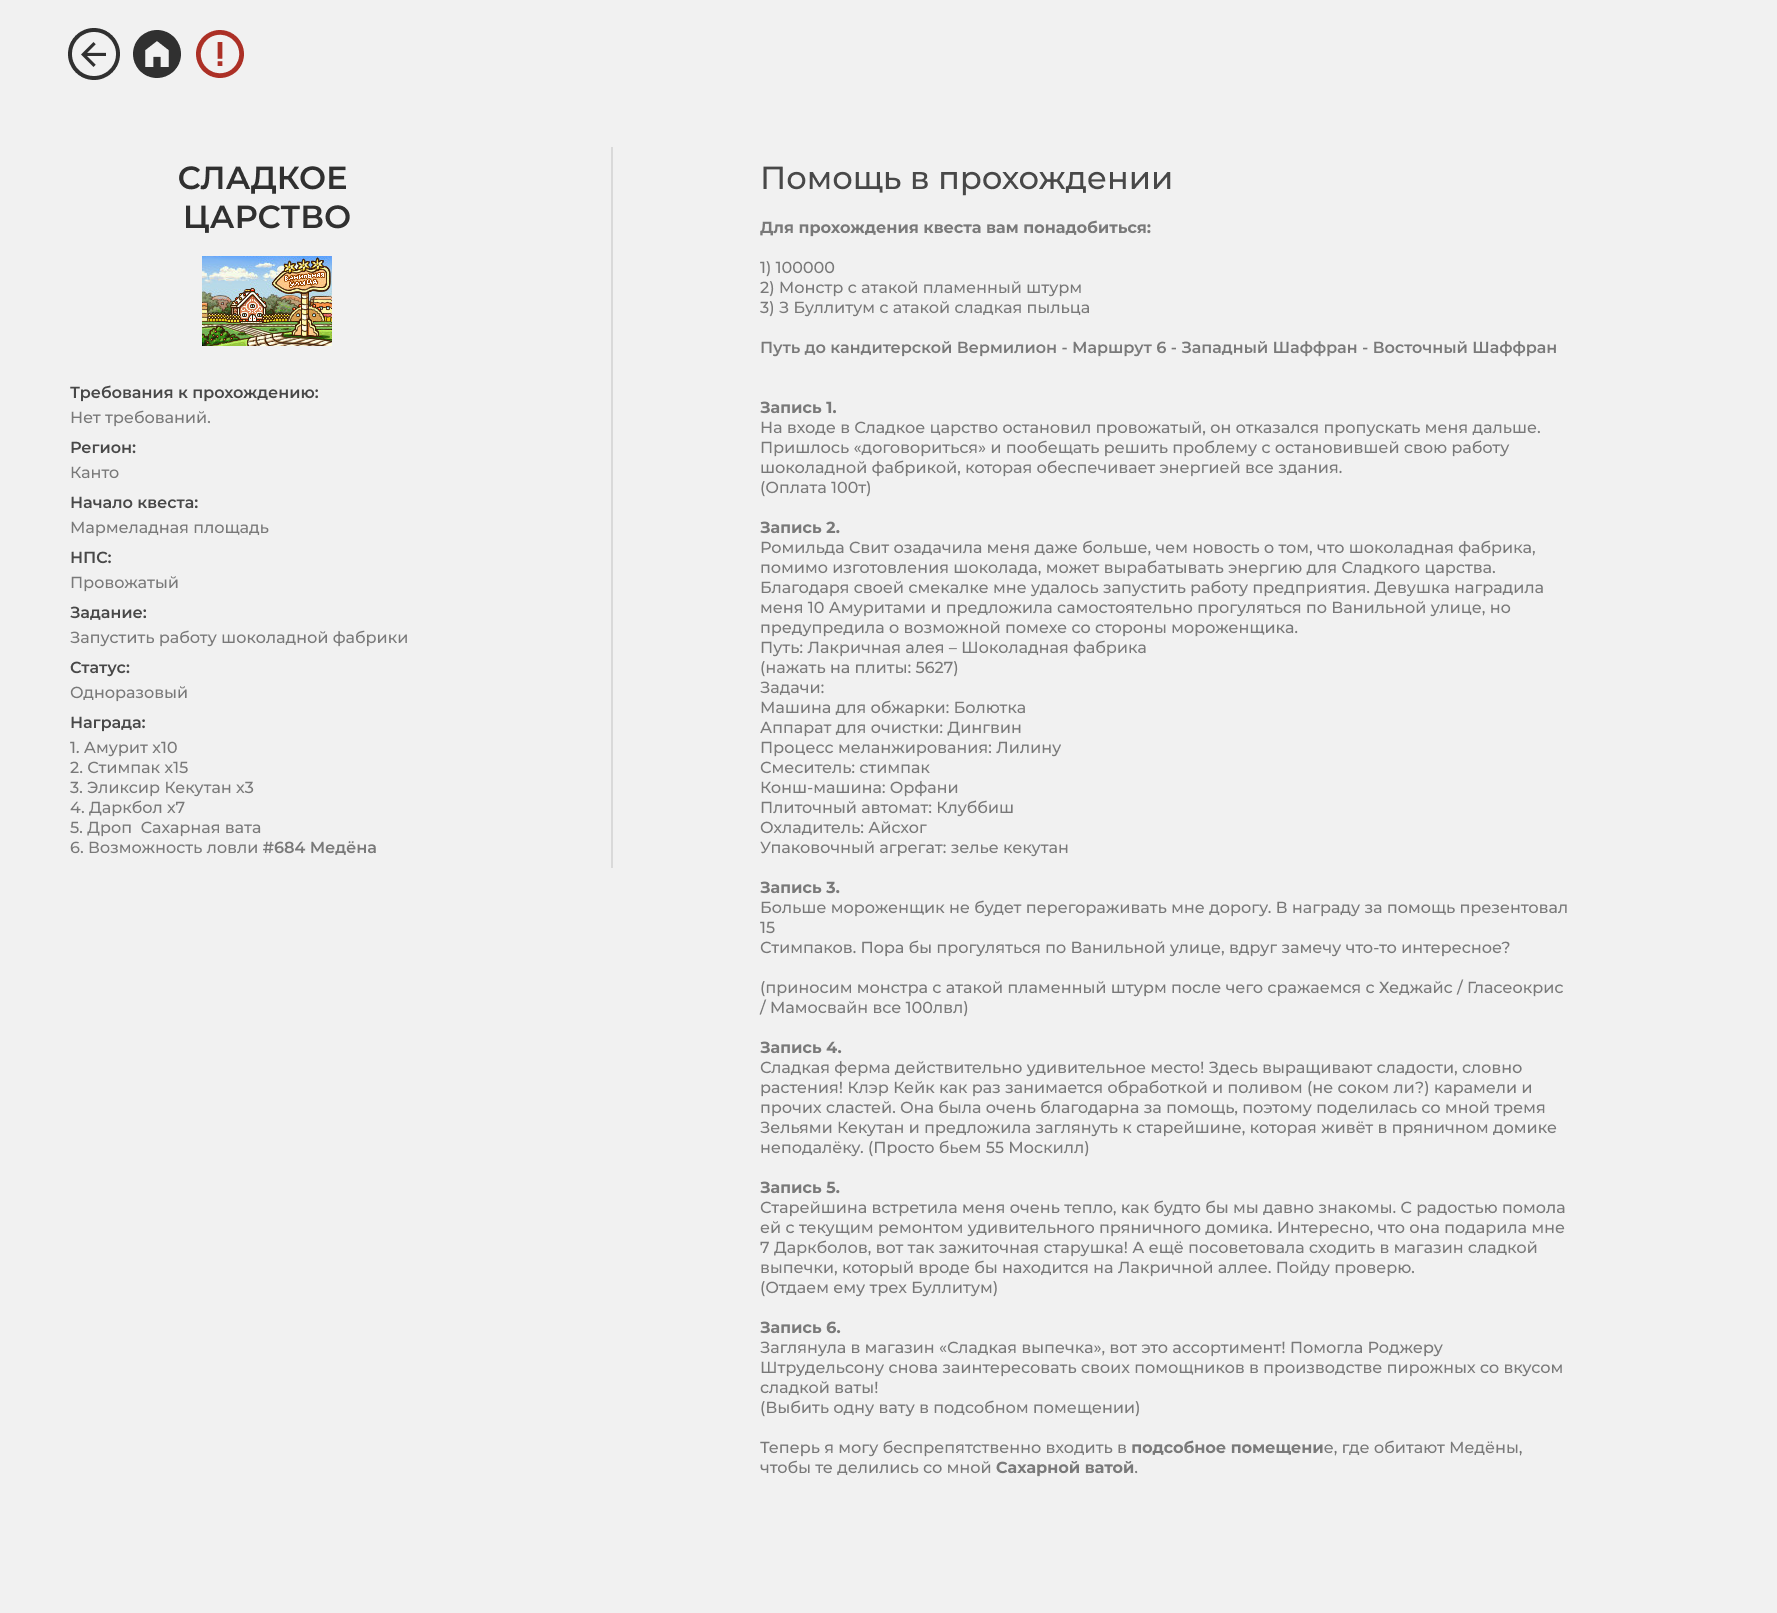 СЛАДКОЕ
ЦАРСТВО
Ванильная
улица
Требования к прохождению:
Нет требований.
Регион:
Канто
Начало квеста:
Мармеладная площадь
НПС:
Провожатый
Задание:
Запустить работу шоколадной фабрики
Статус:
Одноразовый
Награда:
1. Амурит х10
2. Стимпак х15
3. Эликсир Кекутан х3
4. Даркбол х7
5. Дроп  Сахарная вата
6. Возможность ловли #684 Медёна
Помощь в прохождении
Для прохождения квеста вам понадобиться:
1) 100000
2) Монстр с атакой пламенный штурм
3) 3 Буллитум с атакой сладкая пыльца
Путь до кандитерской Вермилион - Маршрут 6 - Западный Шаффран - Восточный Шаффран
Запись 1.
На входе в Сладкое царство остановил провожатый, он отказался пропускать меня дальше.
Пришлось «договориться» и пообещать решить проблему с остановившей свою работу
шоколадной фабрикой, которая обеспечивает энергией все здания.
(Оплата 100т)
Запись 2.
Ромильда Свит озадачила меня даже больше, чем новость о том, что шоколадная фабрика,
помимо изготовления шоколада, может вырабатывать энергию для Сладкого царства.
Благодаря своей смекалке мне удалось запустить работу предприятия. Девушка наградила
меня 10 Амуритами и предложила самостоятельно прогуляться по Ванильной улице, но
предупредила о возможной помехе со стороны мороженщика.
Путь: Лакричная алея – Шоколадная фабрика
(нажать на плиты: 5627)
Задачи:
Машина для обжарки: Болютка
Аппарат для очистки: Дингвин
Процесс меланжирования: Лилину
Смеситель: стимпак
Конш-машина: Орфани
Плиточный автомат: Клуббиш
Охладитель: Айсхог
Упаковочный агрегат: зелье кекутан
Запись 3.
Больше мороженщик не будет перегораживать мне дорогу. В награду за помощь презентовал
15
Стимпаков. Пора бы прогуляться по Ванильной улице, вдруг замечу что-то интересное?
(приносим монстра с атакой пламенный штурм после чего сражаемся с Хеджайс / Гласеокрис
/ Мамосвайн все 100лвл)
Запись 4.
Сладкая ферма действительно удивительное место! Здесь выращивают сладости, словно
растения! Клэр Кейк как раз занимается обработкой и поливом (не соком ли?) карамели и
прочих сластей. Она была очень благодарна за помощь, поэтому поделилась со мной тремя
Зельями Кекутан и предложила заглянуть к старейшине, которая живёт в пряничном домике
неподалёку. (Просто бьем 55 Москилл)
Запись 5.
Старейшина встретила меня очень тепло, как будто бы мы давно знакомы. С радостью помола
ей с текущим ремонтом удивительного пряничного домика. Интересно, что она подарила мне
7 Даркболов, вот так зажиточная старушка! А ещё посоветовала сходить в магазин сладкой
выпечки, который вроде бы находится на Лакричной аллее. Пойду проверю.
(Отдаем ему трех Буллитум)
Запись 6.
Заглянула в магазин «Сладкая выпечка», вот это ассортимент! Помогла Роджеру
Штрудельсону снова заинтересовать своих помощников в производстве пирожных со вкусом
сладкой ваты!
(Выбить одну вату в подсобном помещении)
Теперь я могу беспрепятственно входить в подсобное помещение, где обитают Медёны,
чтобы те делились со мной Сахарной ватой.